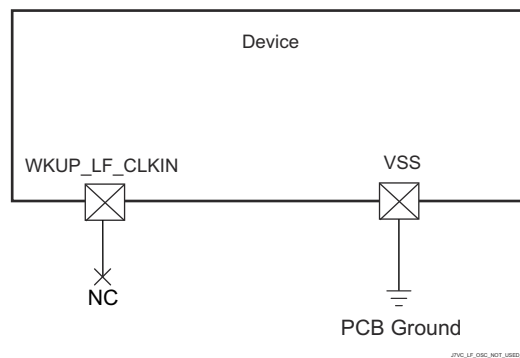 Device
WKUP_LF_CLKIN
VSS
NC
PCB Ground
J7VC_LF_OSC_NOT_USED